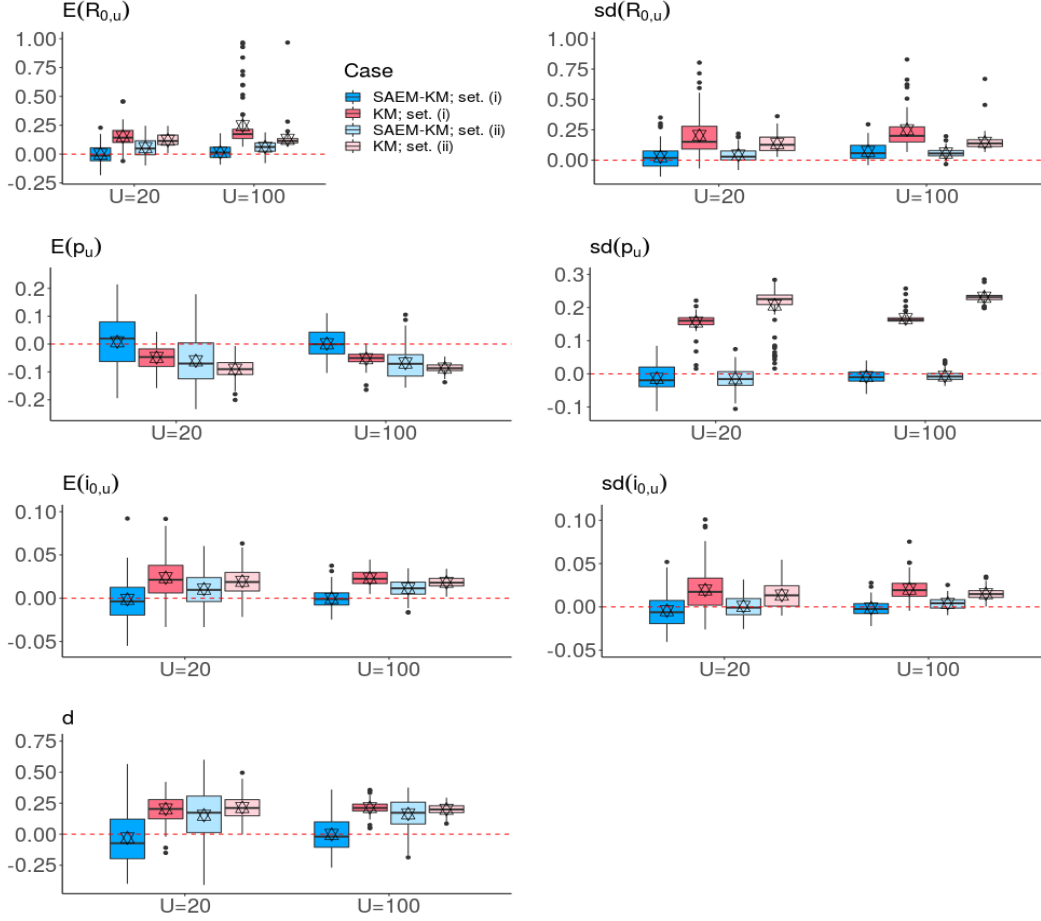 E(R0,u)
1.00
0.75
0.50
0.25
0.00
-0.25
U=20
U=100
Case
SAEM-KM; set. (i)
KM; set. (i)
SAEM-KM; set. (ii)
KM; set. (ii)
sd(R0,u)
1.00
0.75
0.50
0.25
0.00
U=20
U=100
E(pu)
0.2
0.1
0.0
-0.1
-0.2
U=20
U=100
sd(pu)
0.3
0.2
0.1
0.0
-0.1
U=20
U=100
E(i0,u)
0.10
0.05
0.00
-0.05
U=20
U=100
sd(i0,u)
0.10
0.05
0.00
-0.05
U=20
U=100
d
0.75
0.50
0.25
0.00
-0.25
U=20
U=100